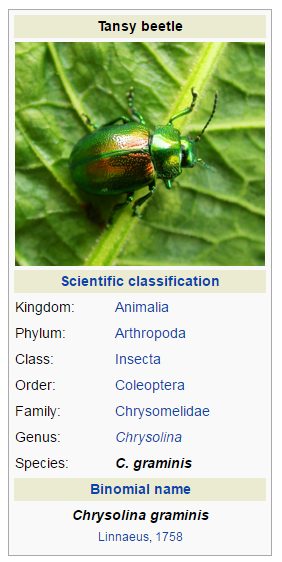 Tansy beetle
Scientific classification
Kingdom: Animalia
Phylum: Arthropoda
Class: Insecta
Order: Coleoptera
Family: Chrysomelidae
Genus: Chrysolina
Species: C. graminis
Binomial name
Chrysolina graminis
Linnaeus, 1758